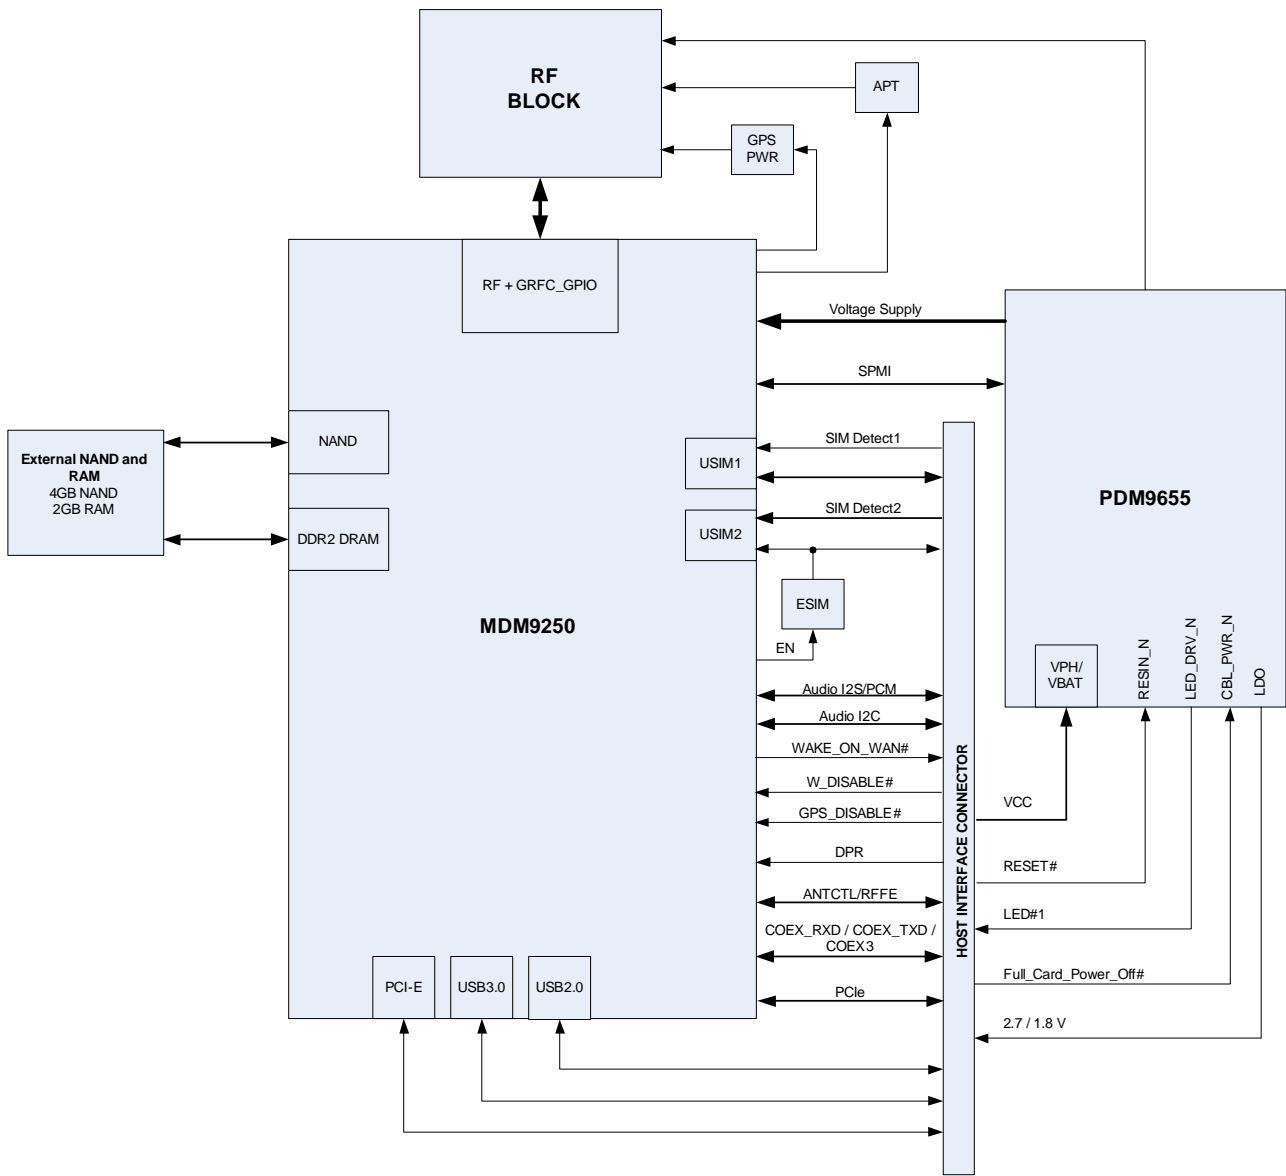 RF
BLOCK
APT
GPS
PWR
RF + GRFC_GPIO
Voltage Supply
SPMI
NAND
External NAND and
RAM
4GB NAND
2GB RAM
DDR2 DRAM
USIM1
SIM Detect1
USIM2
SIM Detect2
ESIM
EN
MDM9250
PDM9655
VPH/
VBAT
RESIN_N
LED_DRV_N
CBL_PWR_N
LDO
Audio I2S/PCM
Audio I2C
WAKE_ON_WAN#
W_DISABLE#
GPS_DISABLE#
DPR
ANTCTL/RFFE
COEX_RXD / COEX_TXD /
COEX3
PCIe
HOST INTERFACE CONNECTOR
VCC
RESET#
LED#1
Full_Card_Power_Off#
2.7 / 1.8 V
PCI-E
USB3.0
USB2.0